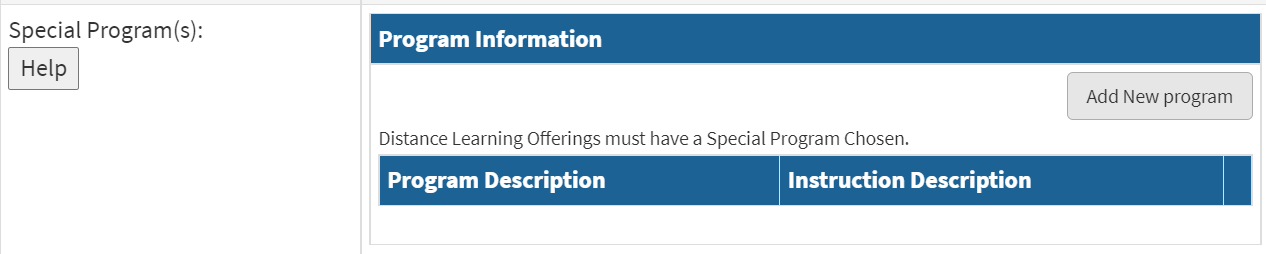 Special Program(s):
Help
Program Information
Add New program
Distance Learning Offerings must have a Special Program Chosen.
Program Description Instruction Description